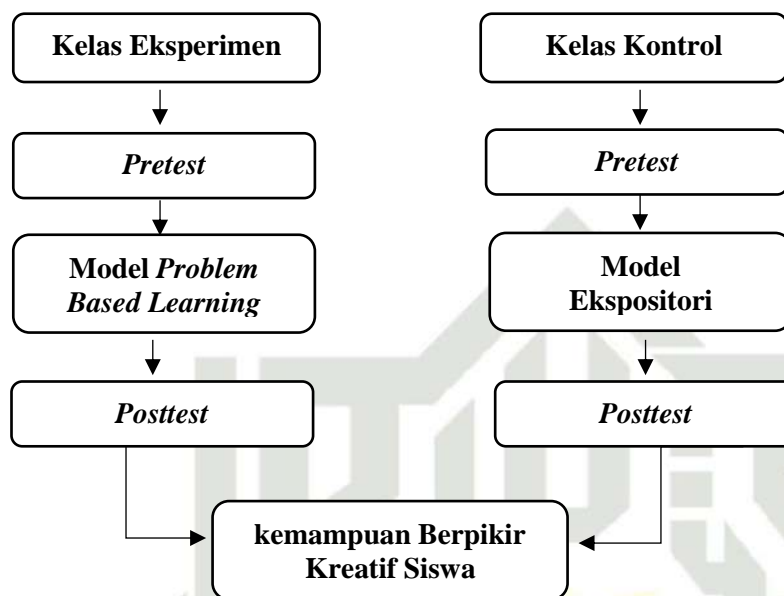 Kelas Eksperimen
Kelas Kontrol
Pretest
Pretest
Model Problem
Based Learning
Model
Ekspositori
Posttest
Posttest
kemampuan Berpikir
Kreatif Siswa